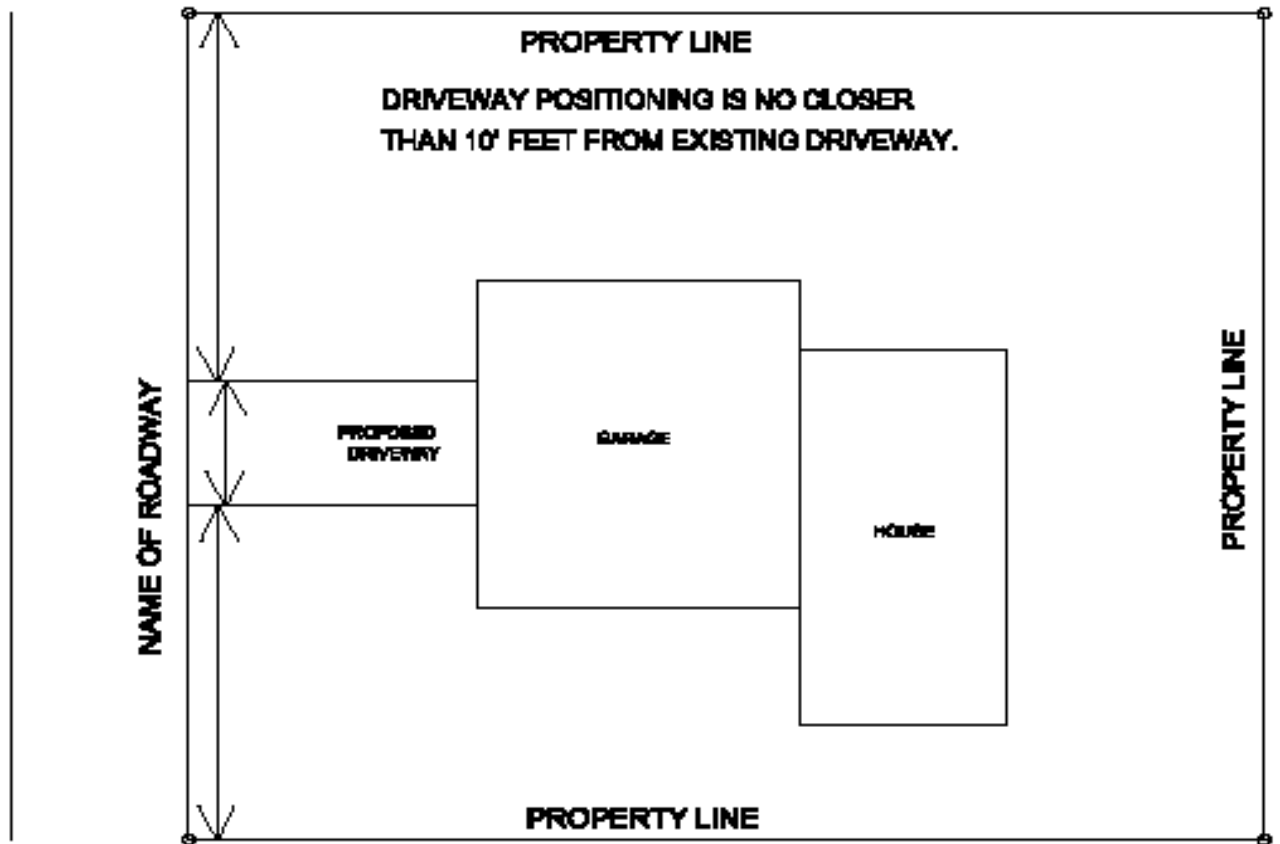 PROPERTY LINE
DRIVEWAY POSITIONING IS NO CLOSER
THAN 10' FEET FROM EXISTING DRIVEWAY.
NAME OF ROADWAY
PROPOSED
DRIVEWAY
GARAGE
HOUSE
PROPERTY LINE
PROPERTY LINE